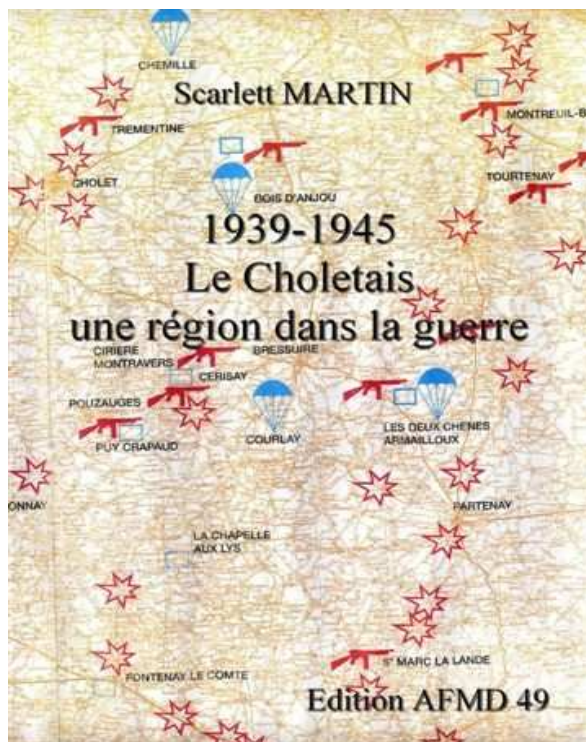 CHEMILLE
Scarlett MARTIN
TREMENTINE
MONTREUIL-B
CHOLET
TOURTENAY
BOIS D'ANJOU
1939-1945
Le Choletais
une région dans la guerre
CIRIERE
MONTRAVERS
BRESSUIRE
CERISAY
POUZAUGES
PUY CRAPAUD
COURLAY
LES DEUX CHENES
ARMAILLOUX
ONNAY
PARTENAY
LA CHAPELLE
AUX LYS
Sᵗ MARC LA LANDE
FONTENAY LE COMTE
Edition AFMD 49